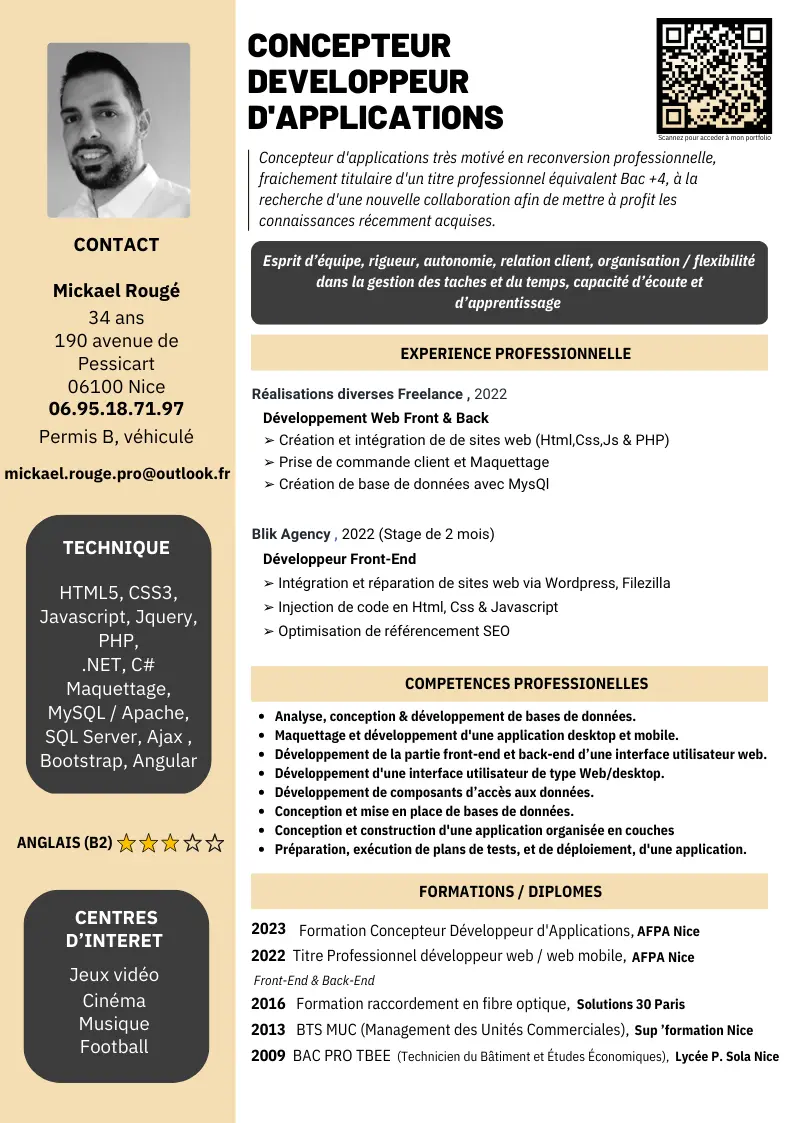 CONCEPTEUR
DEVELOPPEUR
D'APPLICATIONS
Scannez pour acceder à mon portfolio
Concepteur d'applications très motivé en reconversion professionnelle,
fraichement titulaire d'un titre professionnel équivalent Bac +4, à la
recherche d'une nouvelle collaboration afin de mettre à profit les
connaissances récemment acquises.
Esprit d’équipe, rigueur, autonomie, relation client, organisation / flexibilité
dans la gestion des taches et du temps, capacité d’écoute et
d’apprentissage
CONTACT
Mickael Rougé
34 ans
190 avenue de
Pessicart
06100 Nice
06.95.18.71.97
Permis B, véhiculé
mickael.rouge.pro@outlook.fr
TECHNIQUE
HTML5, CSS3,
Javascript, Jquery,
PHP,
.NET, C#
Maquettage,
MySQL / Apache,
SQL Server, Ajax ,
Bootstrap, Angular
ANGLAIS (B2)
CENTRES
D’INTERET
Jeux vidéo
Cinéma
Musique
Football
EXPERIENCE PROFESSIONNELLE
Réalisations diverses Freelance , 2022
Développement Web Front & Back
➢ Création et intégration de de sites web (Html,Css,Js & PHP)
➢ Prise de commande client et Maquettage
➢ Création de base de données avec MysQl
Blik Agency , 2022 (Stage de 2 mois)
Développeur Front-End
➢ Intégration et réparation de sites web via Wordpress, Filezilla
➢ Injection de code en Html, Css & Javascript
➢ Optimisation de référencement SEO
COMPETENCES PROFESSIONELLES
• Analyse, conception & développement de bases de données.
• Maquettage et développement d'une application desktop et mobile.
• Développement de la partie front-end et back-end d’une interface utilisateur web.
• Développement d'une interface utilisateur de type Web/desktop.
• Développement de composants d’accès aux données.
• Conception et mise en place de bases de données.
• Conception et construction d'une application organisée en couches
• Préparation, exécution de plans de tests, et de déploiement, d'une application.
FORMATIONS / DIPLOMES
2023 Formation Concepteur Développeur d'Applications, AFPA Nice
2022 Titre Professionnel développeur web / web mobile, AFPA Nice
Front-End & Back-End
2016 Formation raccordement en fibre optique, Solutions 30 Paris
2013 BTS MUC (Management des Unités Commerciales), Sup ’formation Nice
2009 BAC PRO TBEE (Technicien du Bâtiment et Études Économiques), Lycée P. Sola Nice